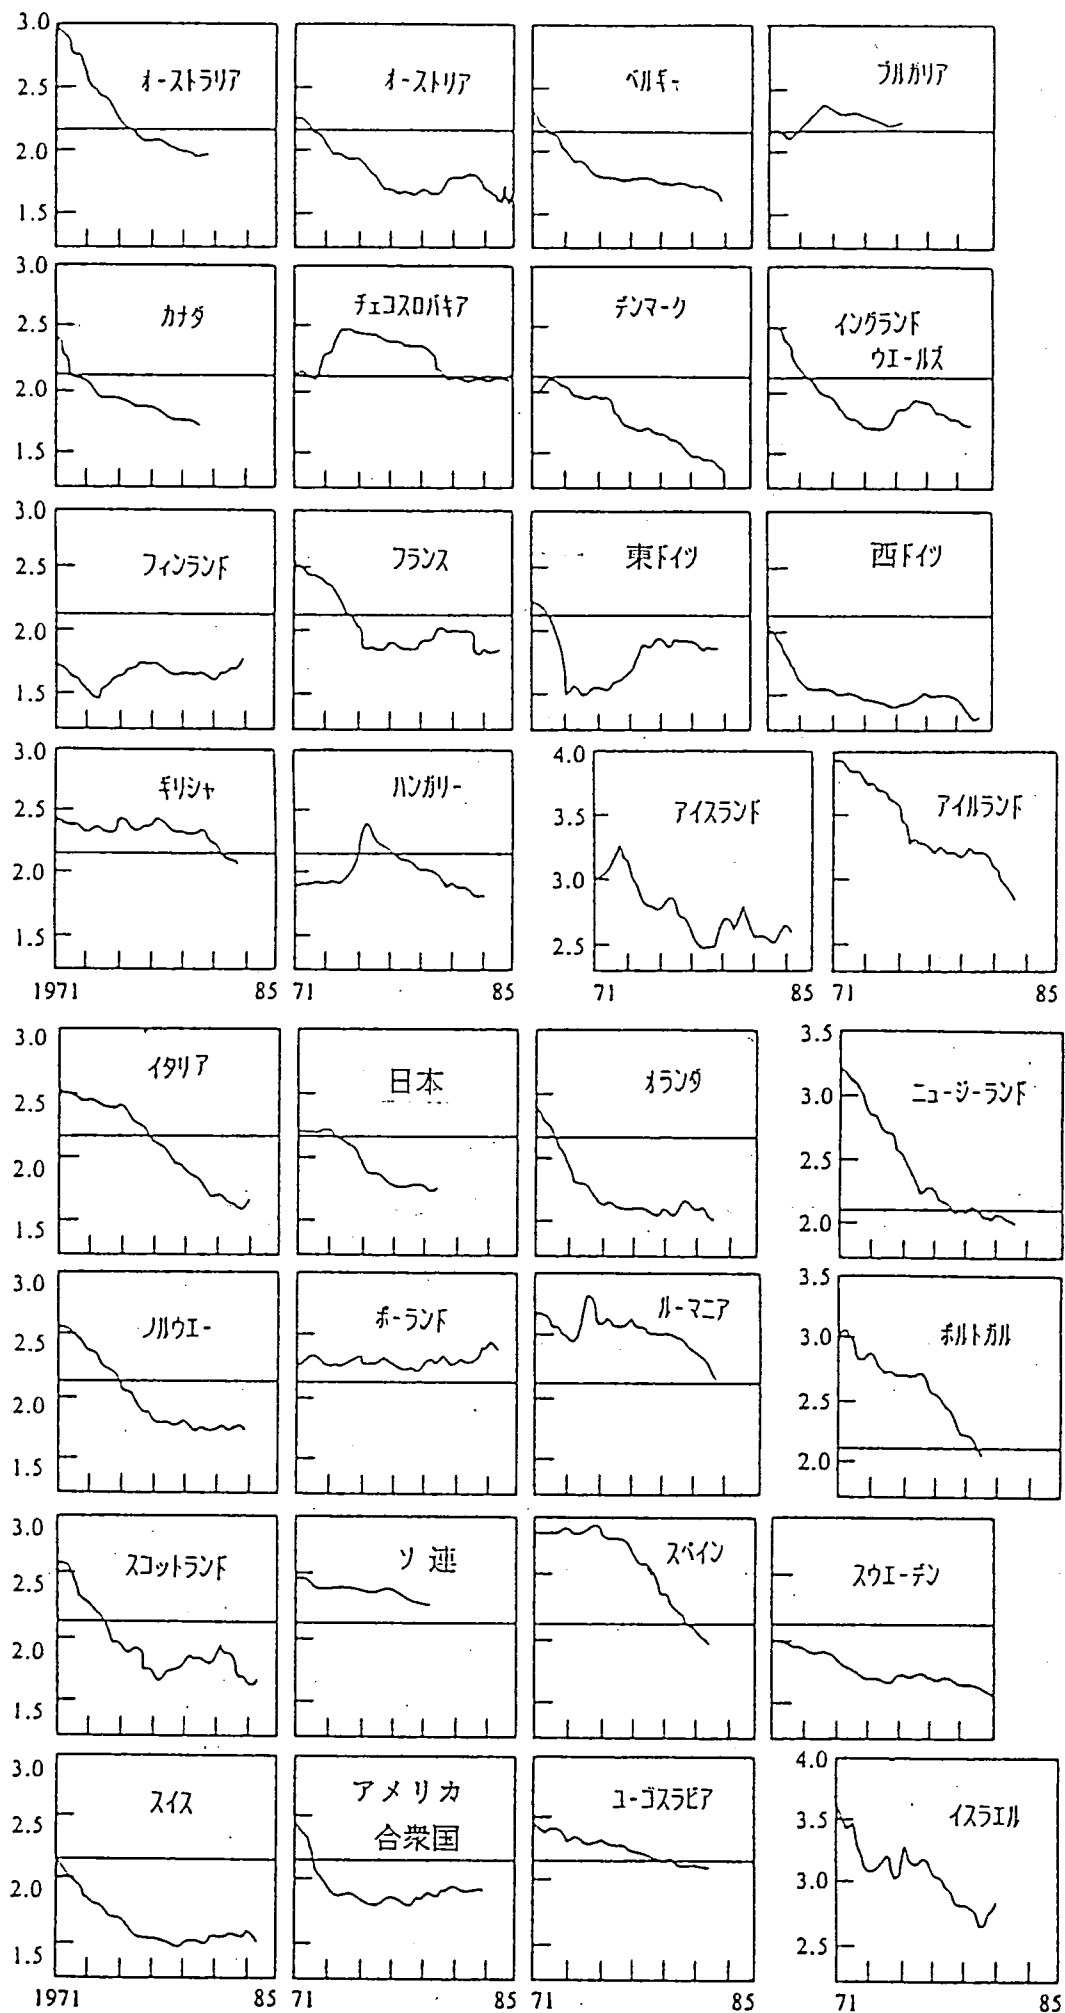 3.0
2.5
2.0
1.5
オーストラリア
オーストリア
ベルギー
ブルガリア
3.0
2.5
2.0
1.5
カナダ
チェコスロバキア
デンマーク
イングランド
ウエールズ
3.0
2.5
2.0
1.5
フィンランド
フランス
東ドイツ
西ドイツ
3.0
2.5
2.0
1.5
ギリシャ
ハンガリー
4.0
3.5
3.0
2.5
アイスランド
アイルランド
1971 85 71 85 71 85 71 85
3.0
2.5
2.0
1.5
イタリア
日本
オランダ
3.5
3.0
2.5
2.0
ニュージーランド
3.0
2.5
2.0
1.5
ノルウエー
ポーランド
ルーマニア
3.5
3.0
2.5
2.0
ポルトガル
3.0
2.5
2.0
1.5
スコットランド
ソ連
スペイン
スウエーデン
3.0
2.5
2.0
1.5
スイス
アメリカ
合衆国
ユーゴスラビア
4.0
3.5
3.0
2.5
イスラエル
1971 85 71 85 71 85 71 85